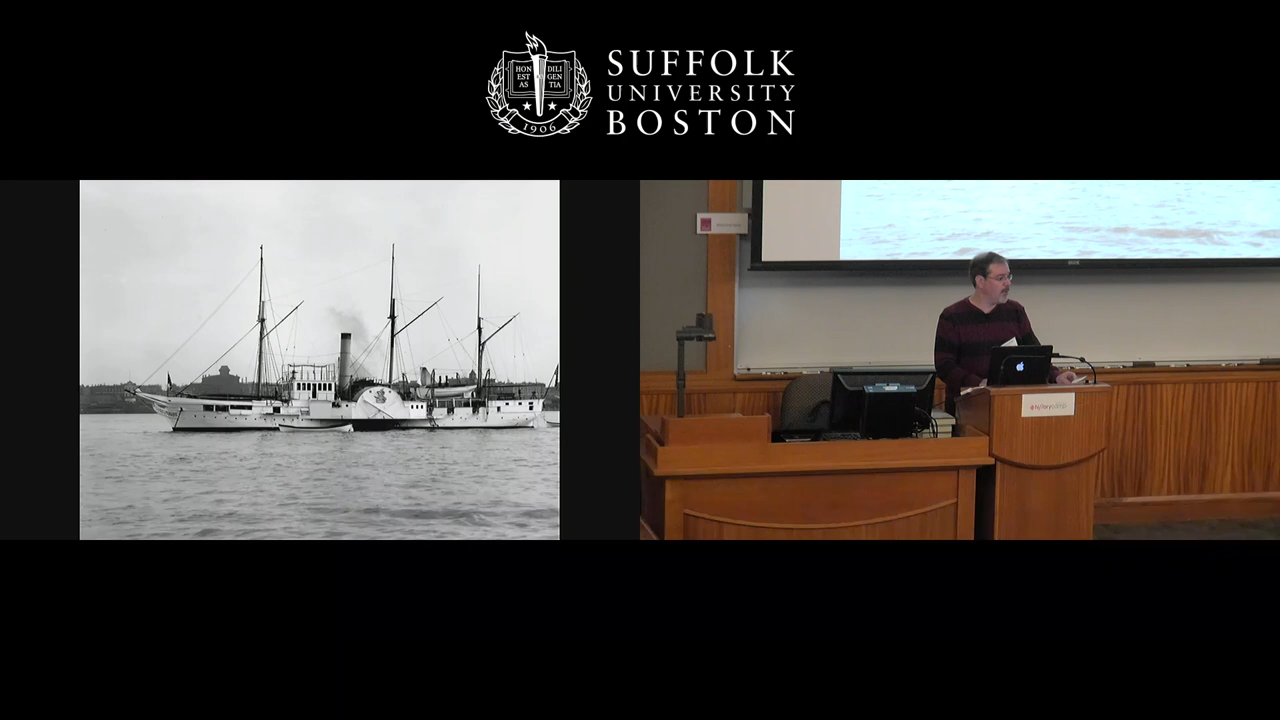 HON
EST
AS
DILI
GEN
TIA
1906
SUFFOLK
UNIVERSITY
BOSTON